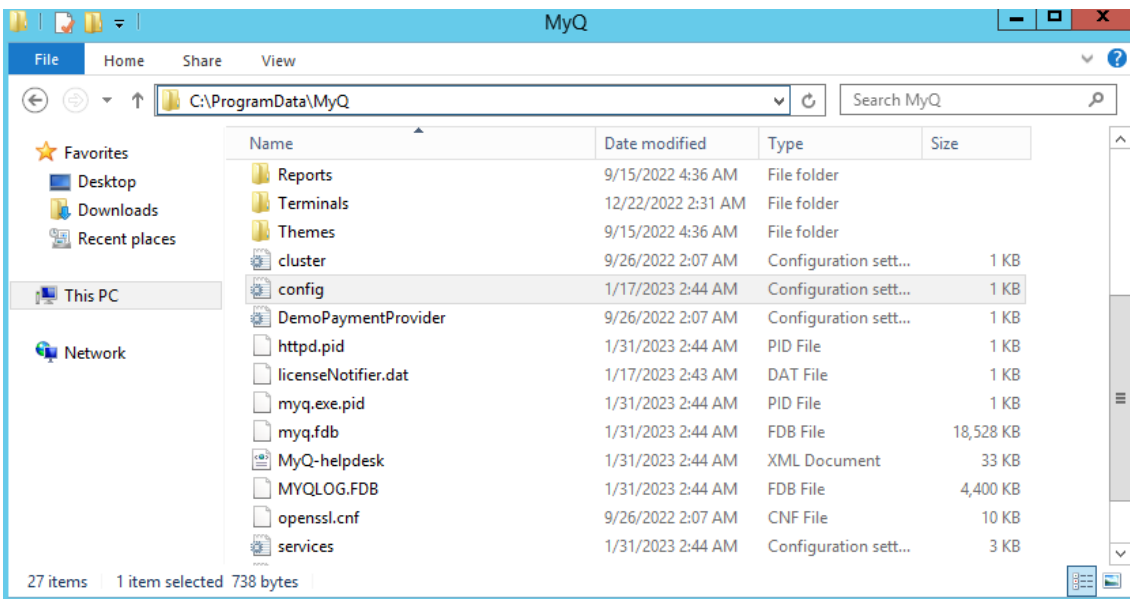 MyQ
File Home Share View
C:\ProgramData\MyQ Search MyQ
Favorites
Desktop
Downloads
Recent places
This PC
Network
Name Date modified Type Size
Reports 9/15/2022 4:36 AM File folder
Terminals 12/22/2022 2:31 AM File folder
Themes 9/15/2022 4:36 AM File folder
cluster 9/26/2022 2:07 AM Configuration sett... 1 KB
config 1/17/2023 2:44 AM Configuration sett... 1 KB
DemoPaymentProvider 9/26/2022 2:07 AM Configuration sett... 1 KB
httpd.pid 1/31/2023 2:44 AM PID File 1 KB
licenseNotifier.dat 1/17/2023 2:43 AM DAT File 1 KB
myq.exe.pid 1/31/2023 2:44 AM PID File 1 KB
myq.fdb 1/31/2023 2:44 AM FDB File 18,528 KB
MyQ-helpdesk 1/31/2023 2:44 AM XML Document 33 KB
MYQLOG.FDB 1/31/2023 2:44 AM FDB File 4,400 KB
openssl.cnf 9/26/2022 2:07 AM CNF File 10 KB
services 1/31/2023 2:44 AM Configuration sett... 3 KB
27 items 1 item selected 738 bytes